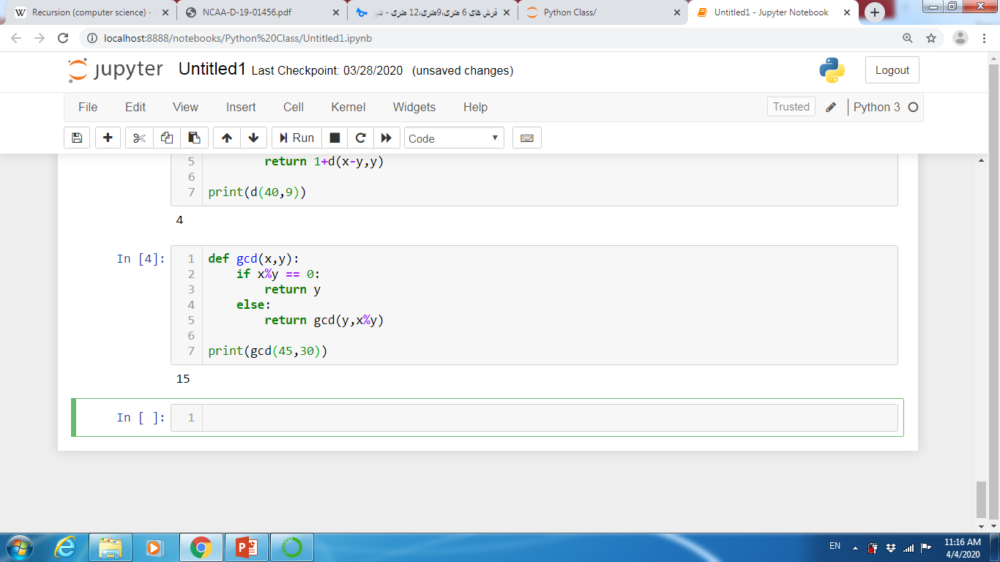 Recursion (computer science) -
NCAA-D-19-01456.pdf
فرش های 6 متری،9متری،12 متری -
Python Class/
Untitled1 - Jupyter Notebook
localhost:8888/notebooks/Python%20Class/Untitled1.ipynb
jupyter Untitled1 Last Checkpoint: 03/28/2020 (unsaved changes)
Logout
File Edit View Insert Cell Kernel Widgets Help
Trusted Python 3
Run Code
5 return 1+d(x-y,y)
6
7 print(d(40,9))
4
In [4]:
1 def gcd(x,y):
2 if x%y == 0:
3 return y
4 else:
5 return gcd(y,x%y)
6
7 print(gcd(45,30))
15
In [ ]: 1
EN
11:16 AM
4/4/2020